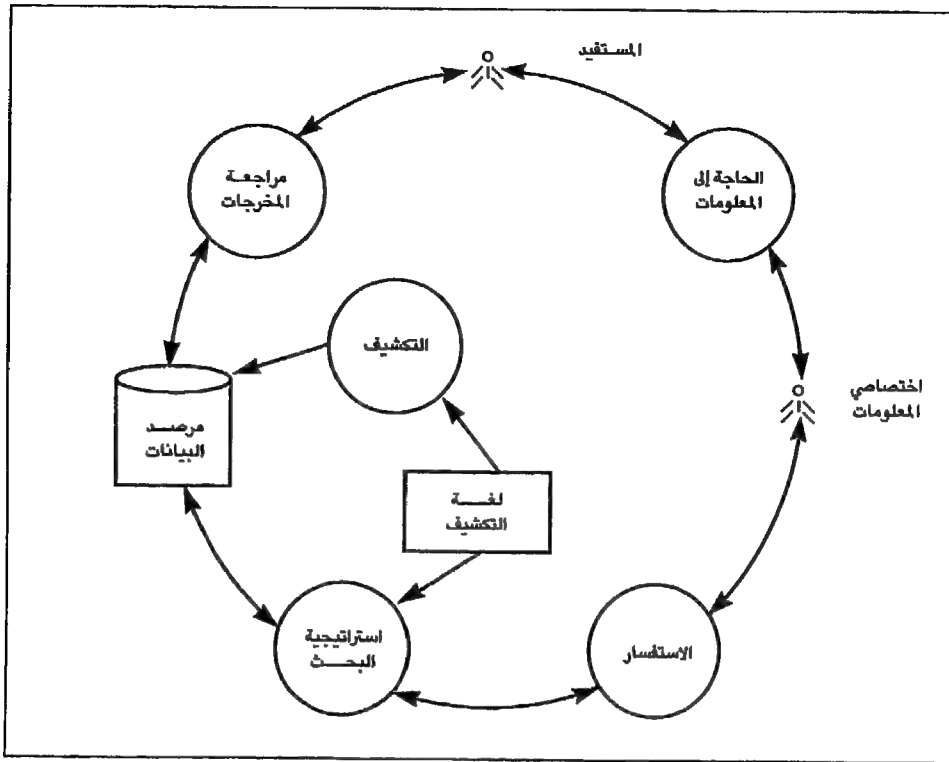 المستفيد
الحاجة إلى
المعلومات
اختصاصي
المعلومات
الاستفسار
استراتيجية
البحث
مرصد
البيانات
مراجعة
المخرجات
التكشيف
لغة
التكشيف